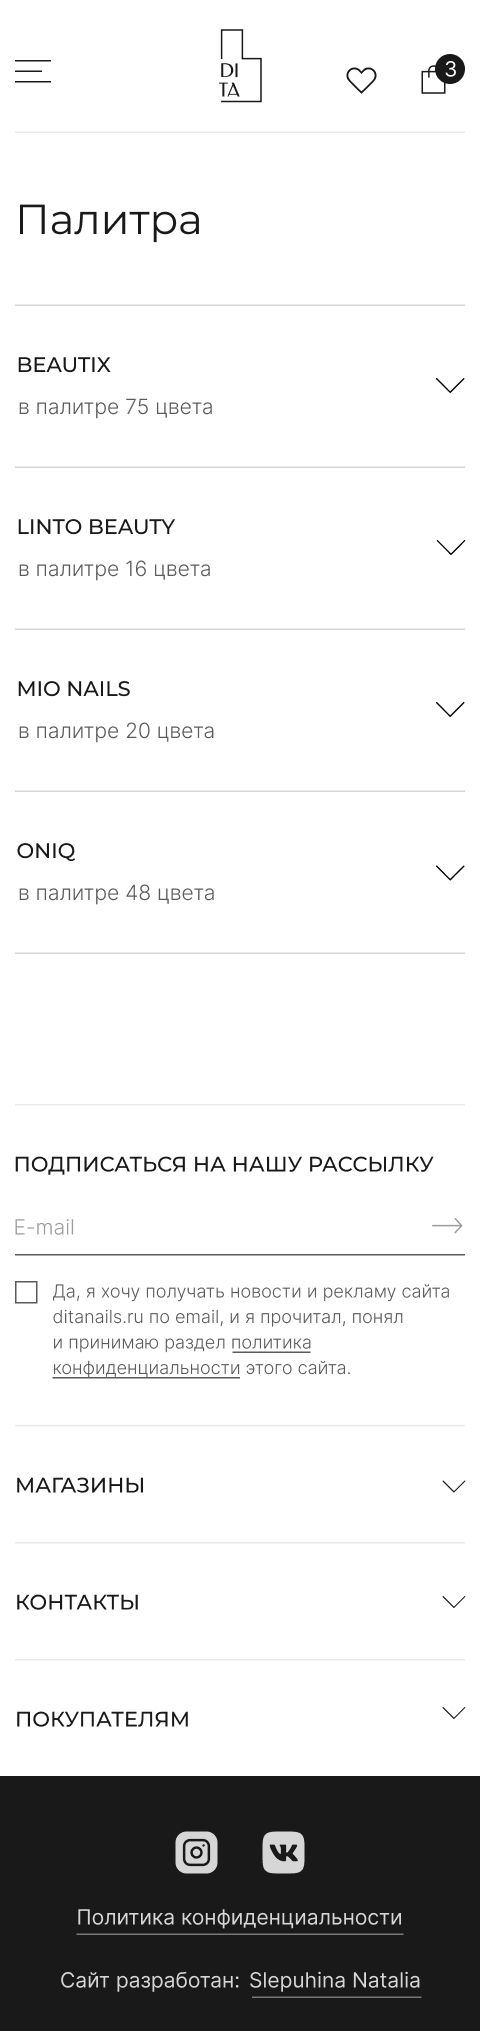 DI
TA
3
Палитра
BEAUTIX
в палитре 75 цвета
LINTO BEAUTY
в палитре 16 цвета
MIO NAILS
в палитре 20 цвета
ONIQ
в палитре 48 цвета
ПОДПИСАТЬСЯ НА НАШУ РАССЫЛКУ
E-mail
Да, я хочу получать новости и рекламу сайта
ditanails.ru по email, и я прочитал, понял
и принимаю раздел политика
конфиденциальности этого сайта.
МАГАЗИНЫ
КОНТАКТЫ
ПОКУПАТЕЛЯМ
Политика конфиденциальности
Сайт разработан: Slepuhina Natalia